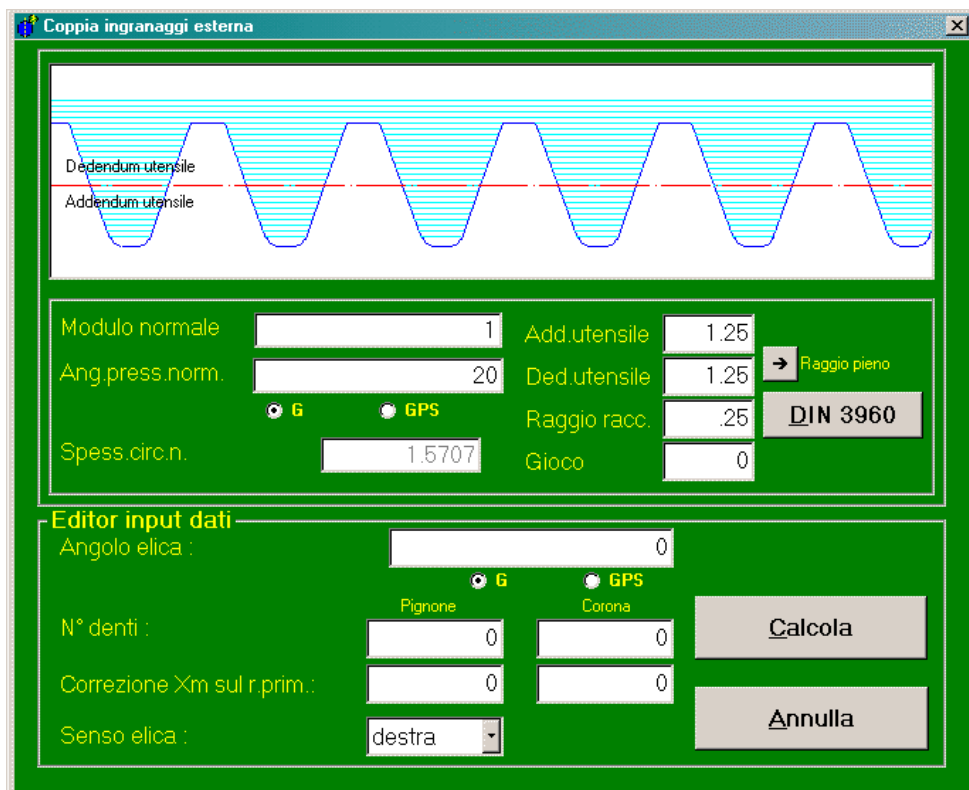 Coppia ingranaggi esterna
Dedendum utensile
Addendum utensile
Modulo normale 1
Add.utensile 1.25
Ang.press.norm. 20
Ded.utensile 1.25
Raggio pieno
G GPS
Raggio racc. .25
DIN 3960
Spess.circ.n. 1.5707
Gioco 0
Editor input dati
Angolo elica : 0
G GPS
Pignone Corona
N° denti : 0 0
Calcola
Correzione Xm sul r.prim.: 0 0
Annulla
Senso elica : destra